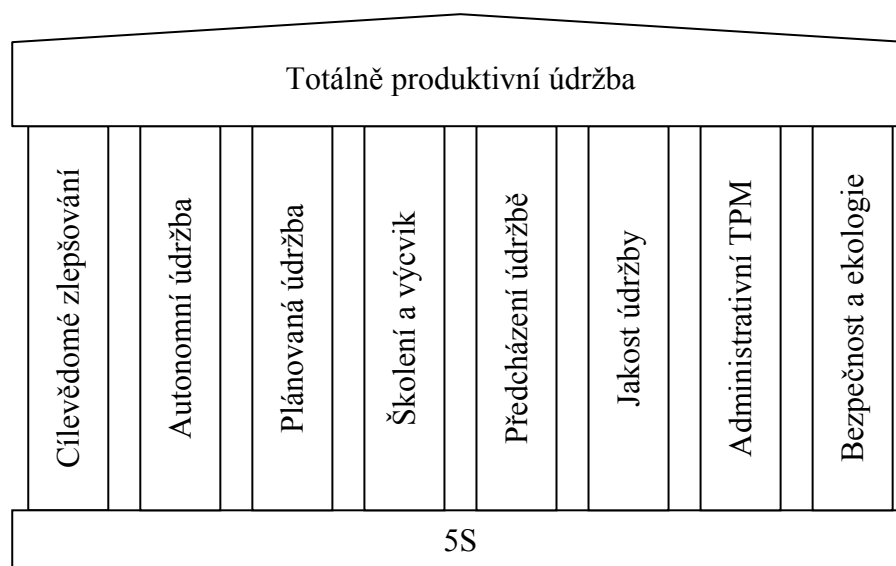 Totálně produktivní údržba
Cílevědomé zlepšování
Autonomní údržba
Plánovaná údržba
Školení a výcvik
Předcházení údržbě
Jakost údržby
Administrativní TPM
Bezpečnost a ekologie
5S